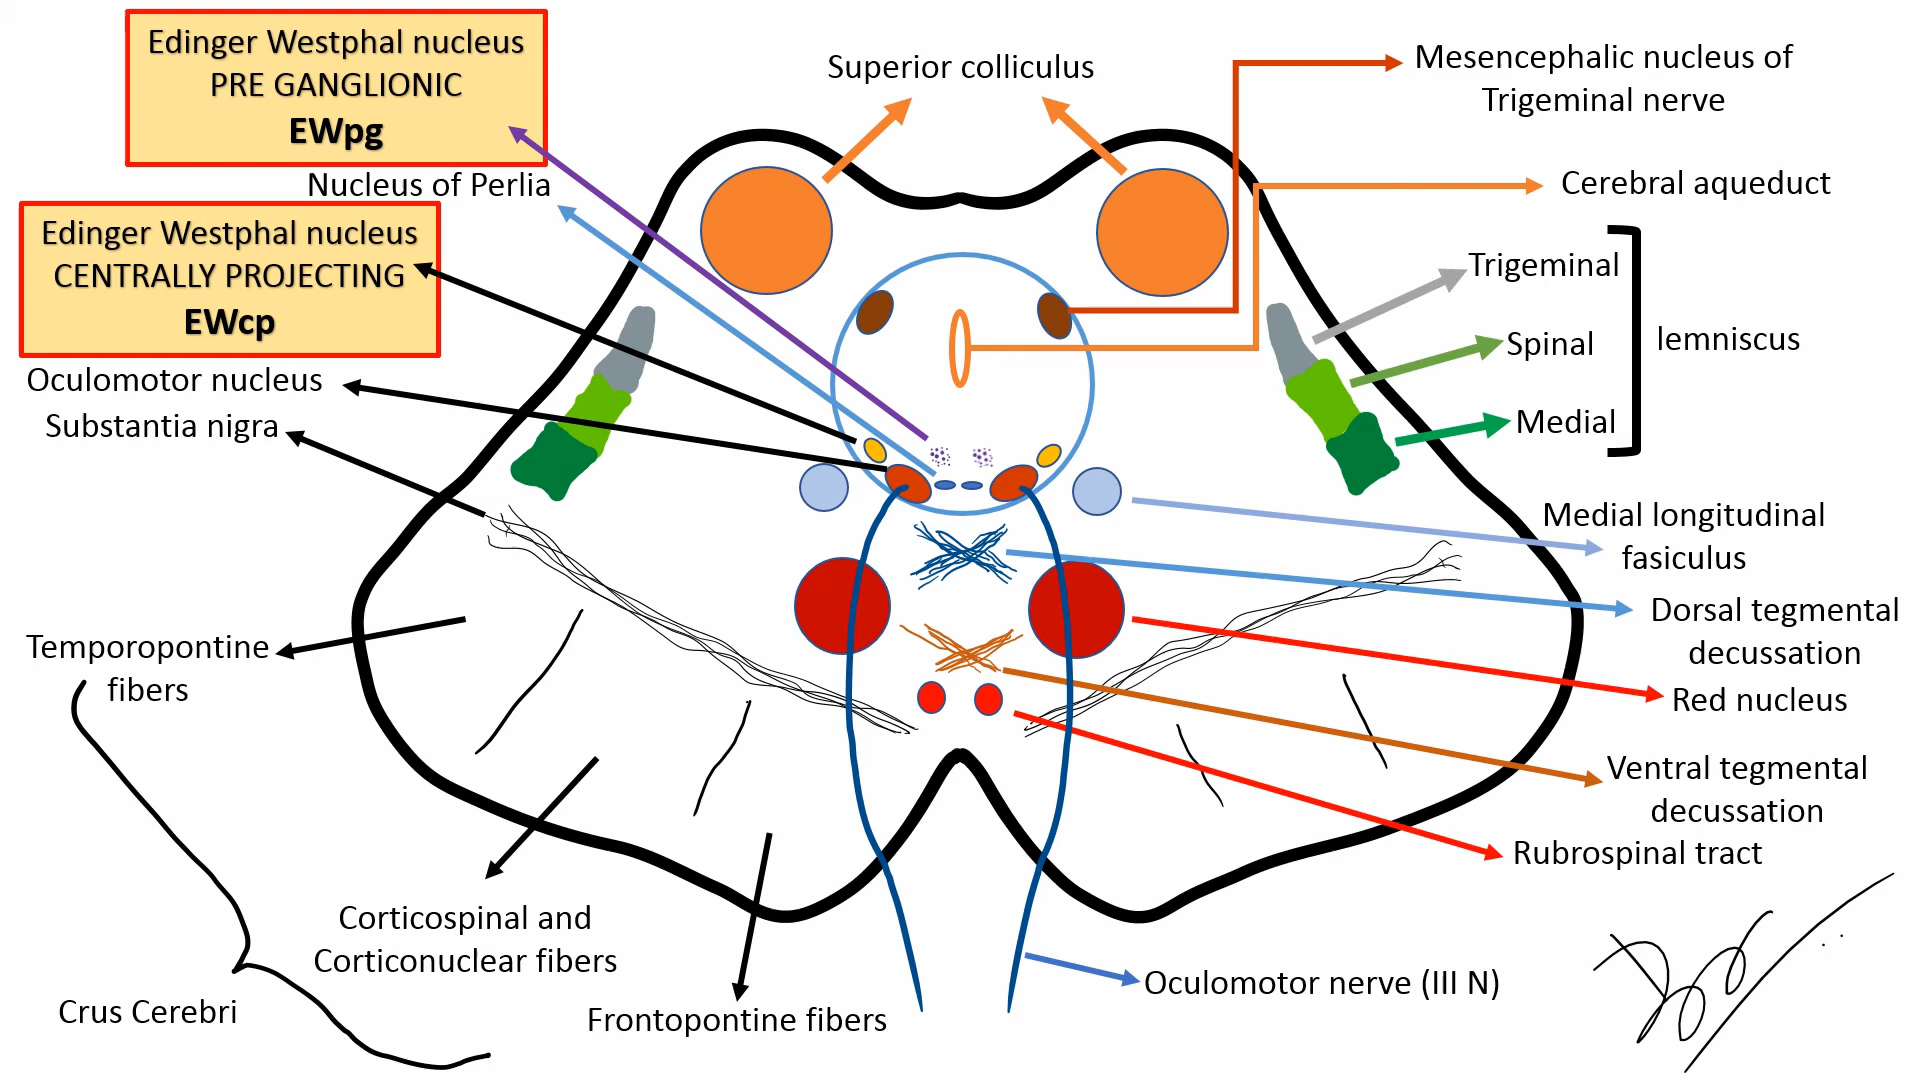 Edinger Westphal nucleus
PRE GANGLIONIC
EWpg
Nucleus of Perlia
Edinger Westphal nucleus
CENTRALLY PROJECTING
EWcp
Oculomotor nucleus
Substantia nigra
Temporopontine
fibers
Crus Cerebri
Corticospinal and
Corticonuclear fibers
Frontopontine fibers
Superior colliculus
Mesencephalic nucleus of
Trigeminal nerve
Cerebral aqueduct
Trigeminal
Spinal
Medial
lemniscus
Medial longitudinal
fasiculus
Dorsal tegmental
decussation
Red nucleus
Ventral tegmental
decussation
Rubrospinal tract
Oculomotor nerve (III N)